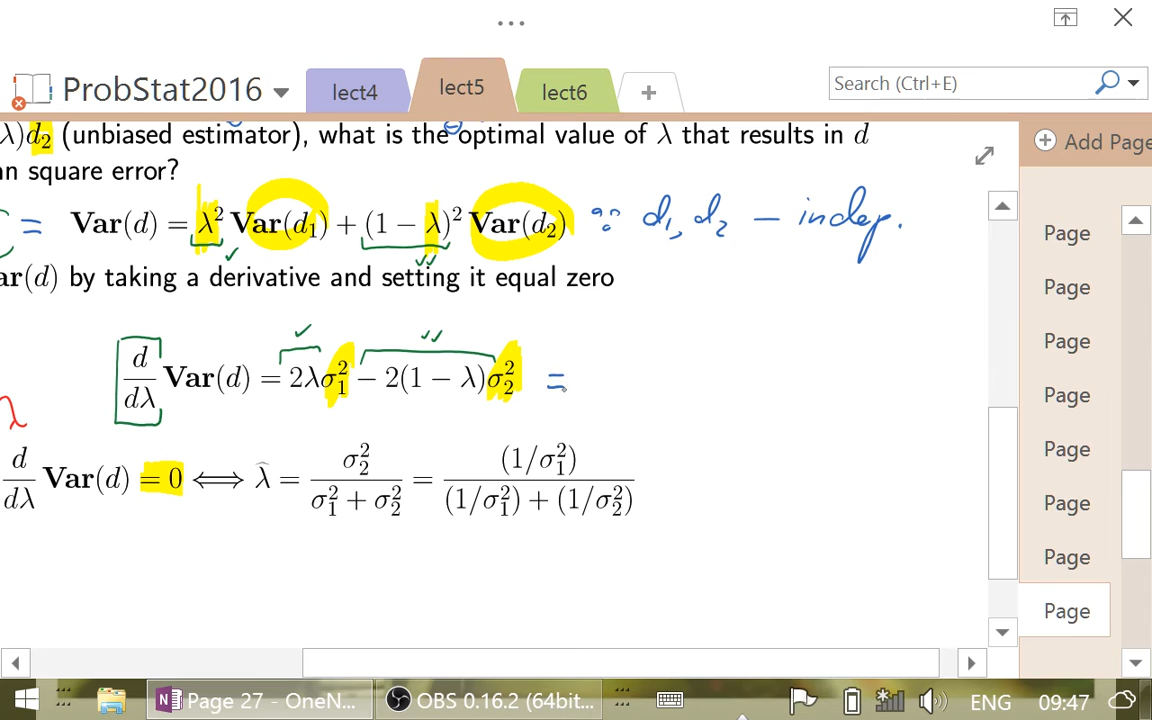 ...
ProbStat2016 lect4 lect5 lect6 + Search (Ctrl+E)
λ)d₂ (unbiased estimator), what is the optimal value of λ that results in d
an square error?
= Var(d) = λ² Var(d₁) + (1 − λ)² Var(d₂) ∵ d₁, d₂ – indep.
ar(d) by taking a derivative and setting it equal zero
d/dλ Var(d) = 2λσ₁² − 2(1 − λ)σ₂² =
λ
d/dλ Var(d) = 0 ⟺ λ̂ = σ₂² / (σ₁² + σ₂²) = (1/σ₁²) / ((1/σ₁²) + (1/σ₂²))
Add Page
Page
Page
Page
Page
Page
Page
Page
Page
Page 27 - OneN...
OBS 0.16.2 (64bit...
ENG
09:47